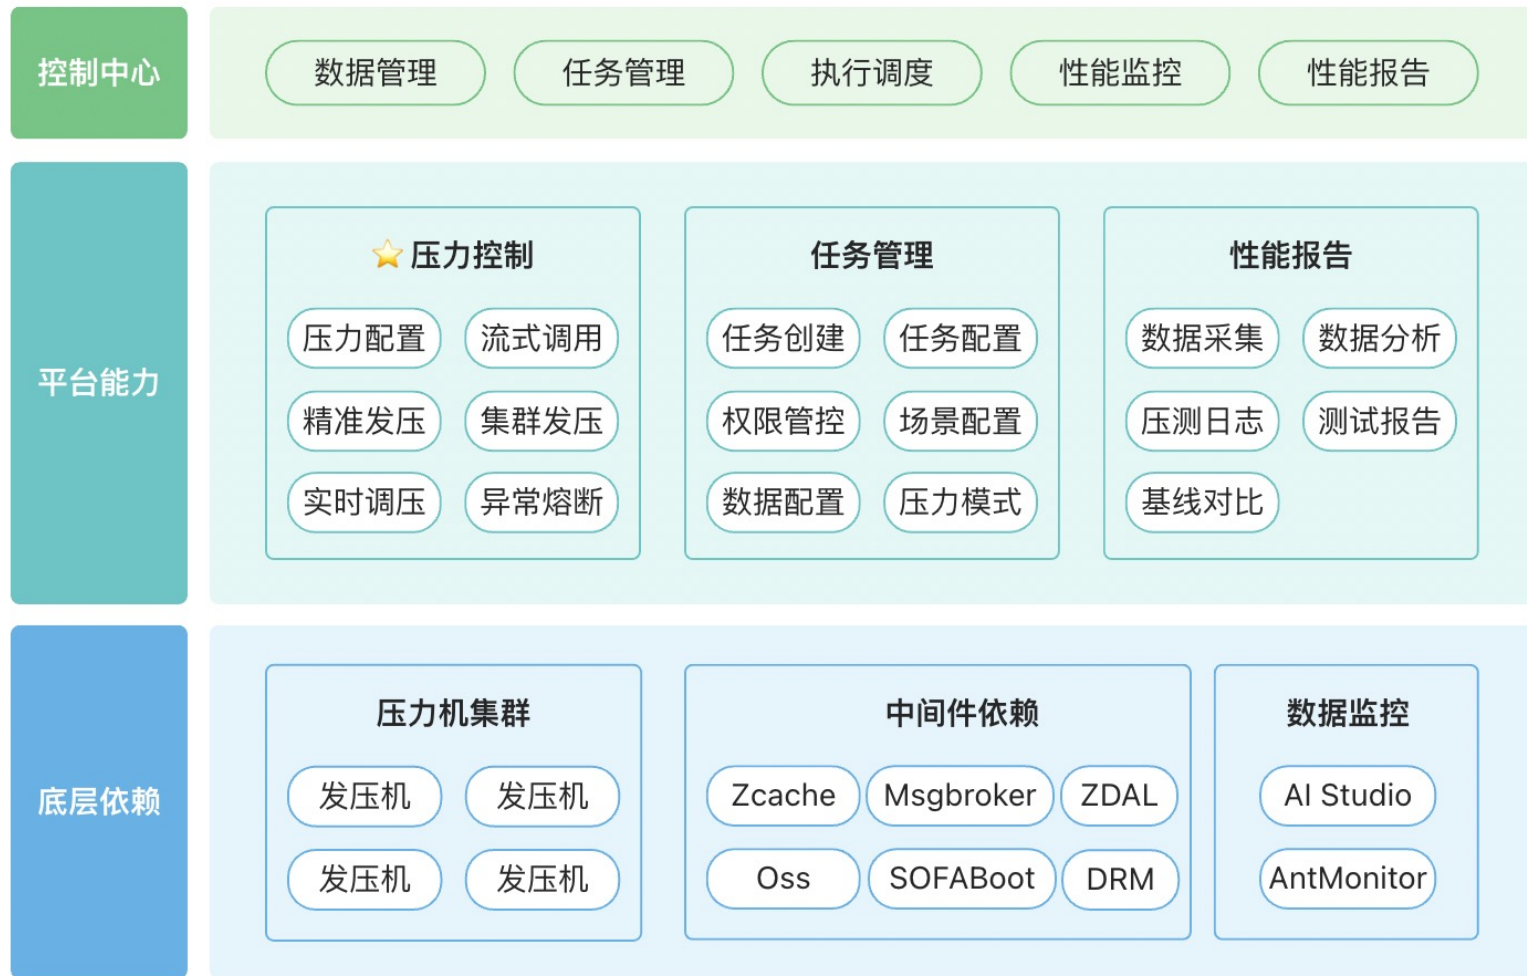 控制中心
数据管理 任务管理 执行调度 性能监控 性能报告
平台能力
⭐压力控制
压力配置 流式调用
精准发压 集群发压
实时调压 异常熔断
任务管理
任务创建 任务配置
权限管控 场景配置
数据配置 压力模式
性能报告
数据采集 数据分析
压测日志 测试报告
基线对比
底层依赖
压力机集群
发压机 发压机
发压机 发压机
中间件依赖
Zcache Msgbroker ZDAL
Oss SOFABoot DRM
数据监控
AI Studio
AntMonitor